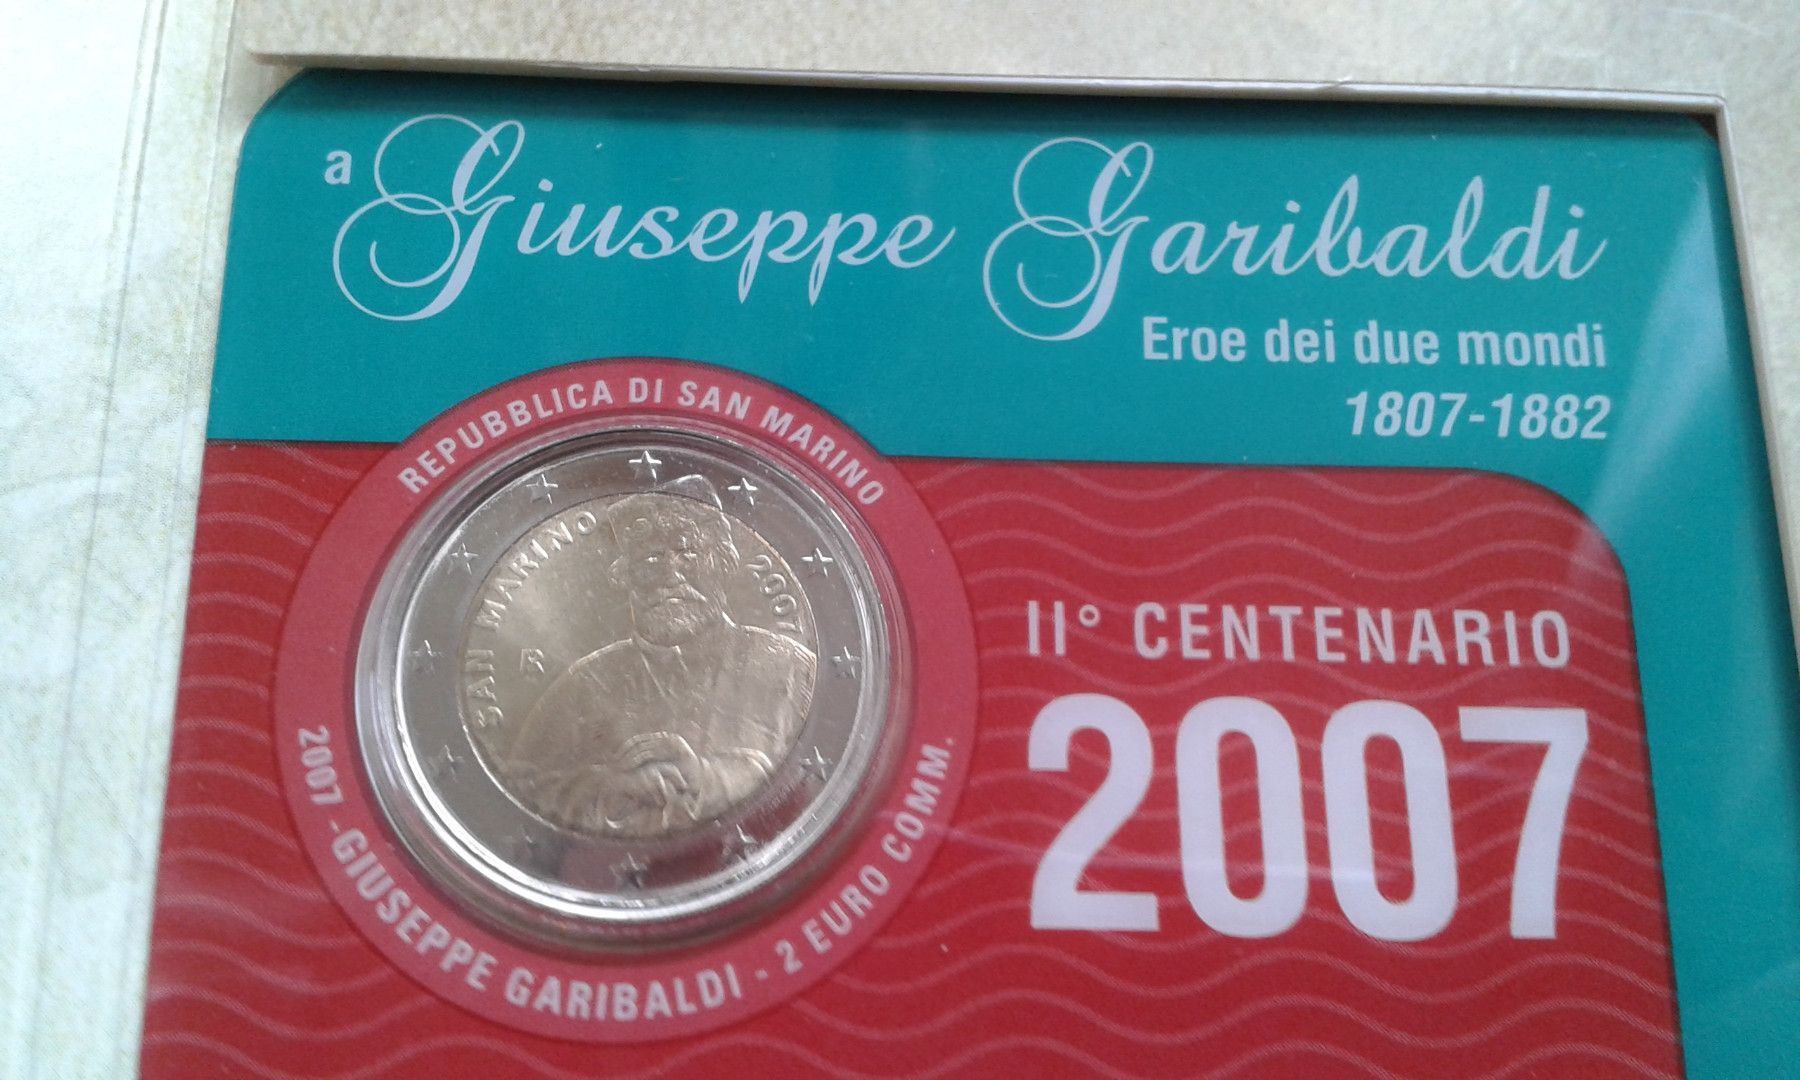 a Giuseppe Garibaldi
Eroe dei due mondi
1807-1882
REPUBBLICA DI SAN MARINO
SAN MARINO
2007
R
2007 - GIUSEPPE GARIBALDI - 2 EURO COMM.
II° CENTENARIO
2007